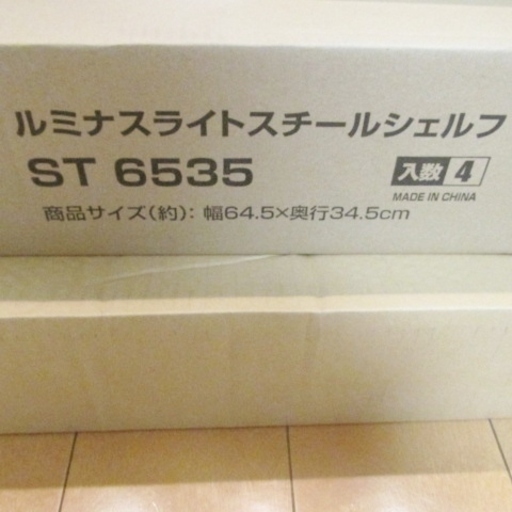 ルミナスライトスチールシェルフ
ST 6535 入数 4
MADE IN CHINA
商品サイズ(約): 幅64.5×奥行34.5cm